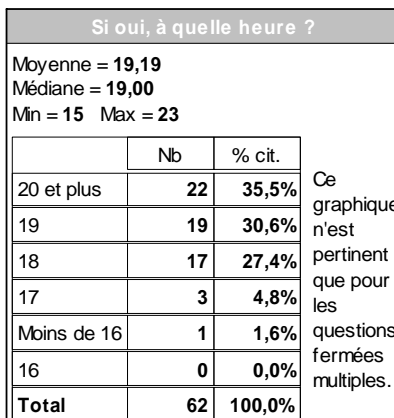 Si oui, à quelle heure ?
Moyenne = 19,19
Médiane = 19,00
Min = 15 Max = 23
Nb % cit.
20 et plus 22 35,5%
19 19 30,6%
18 17 27,4%
17 3 4,8%
Moins de 16 1 1,6%
16 0 0,0%
Total 62 100,0%
Ce
graphique
n'est
pertinent
que pour
les
questions
fermées
multiples.